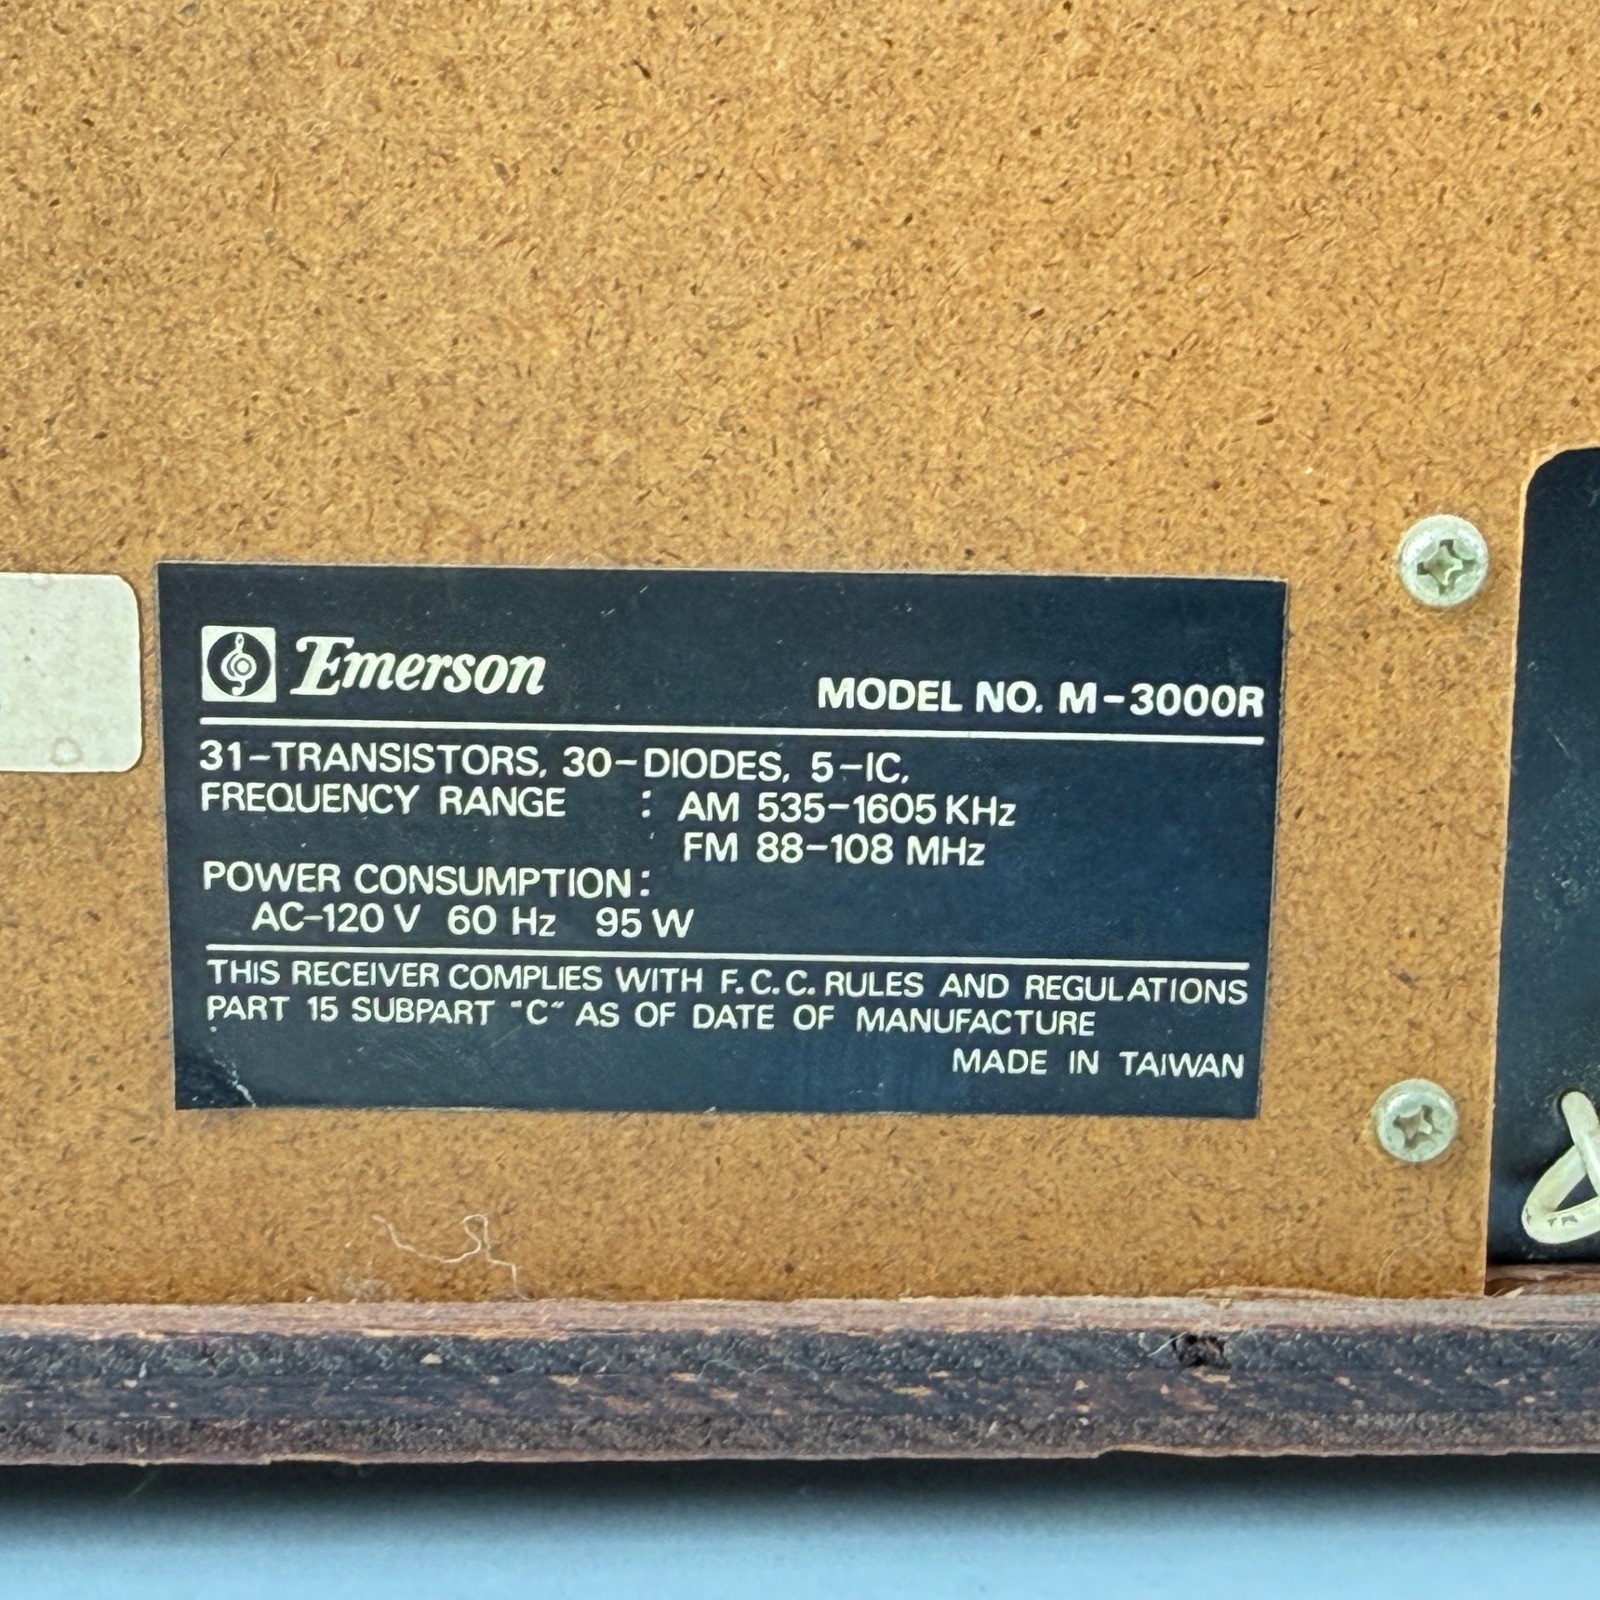 Emerson
MODEL NO. M-3000R
31-TRANSISTORS, 30-DIODES, 5-IC.
FREQUENCY RANGE : AM 535-1605 KHz
FM 88-108 MHz
POWER CONSUMPTION:
AC-120 V 60 Hz 95 W
THIS RECEIVER COMPLIES WITH F.C.C. RULES AND REGULATIONS
PART 15 SUBPART "C" AS OF DATE OF MANUFACTURE
MADE IN TAIWAN